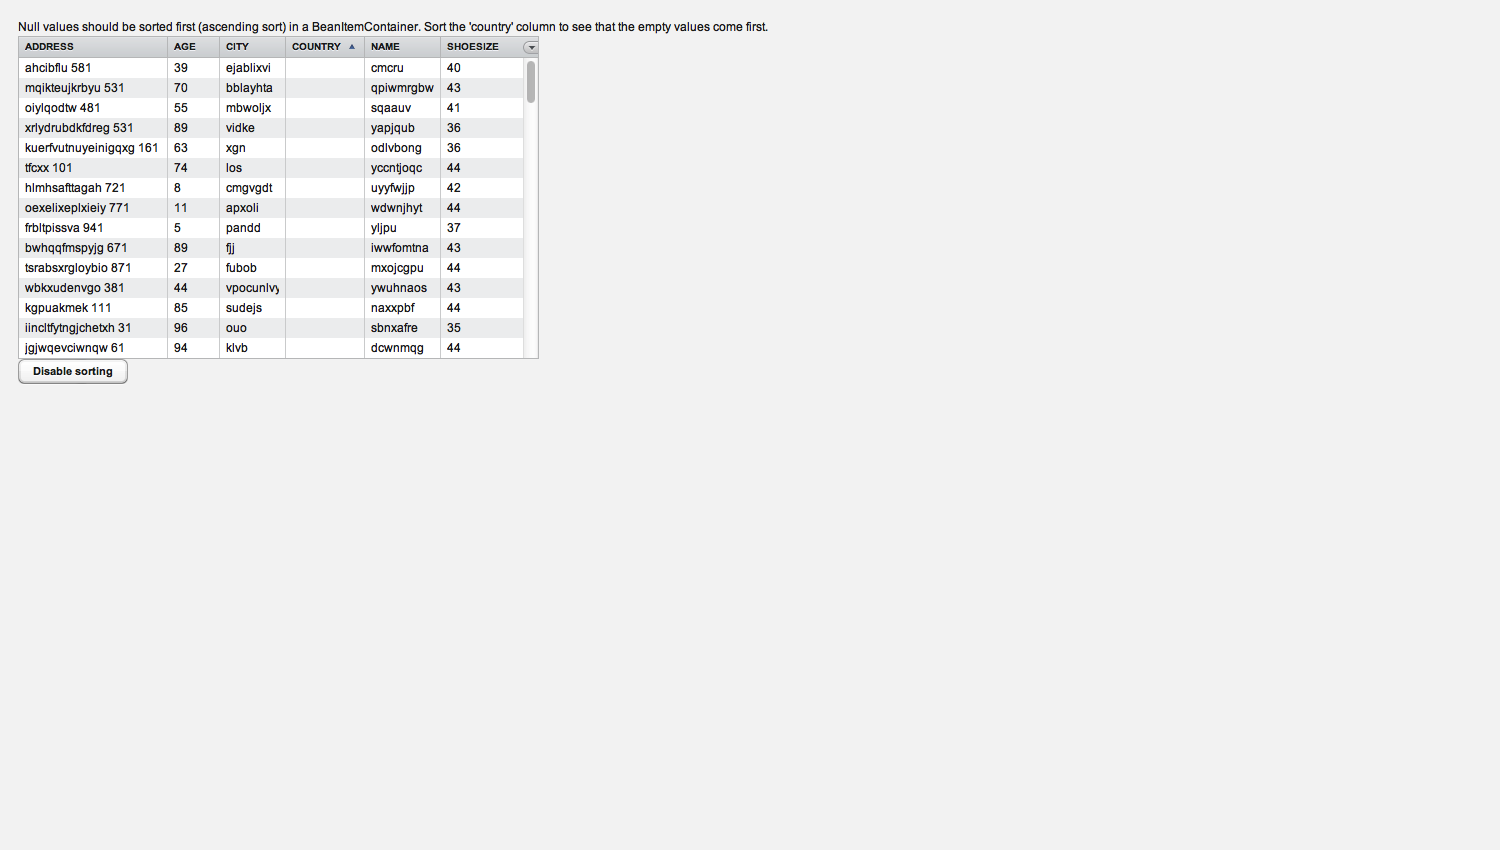 Null values should be sorted first (ascending sort) in a BeanItemContainer. Sort the 'country' column to see that the empty values come first.
ADDRESS AGE CITY COUNTRY NAME SHOESIZE
ahcibflu 581 39 ejablixvi cmcru 40
mqikteujkrbyu 531 70 bblayhta qpiwmrgbw 43
oiylqodtw 481 55 mbwoljx sqaauv 41
xrlydrubdkfdreg 531 89 vidke yapjqub 36
kuerfvutnuyeinigqxg 161 63 xgn odlvbong 36
tfcxx 101 74 los yccntjoqc 44
hlmhsafttagah 721 8 cmgvgdt uyyfwjjp 42
oexelixeplxieiy 771 11 apxoli wdwnjhyt 44
frbltpissva 941 5 pandd yljpu 37
bwhqqfmspyjg 671 89 fjj iwwfomtna 43
tsrabsxrgloybio 871 27 fubob mxojcgpu 44
wbkxudenvgo 381 44 vpocunlvy ywuhnaos 43
kgpuakmek 111 85 sudejs naxxpbf 44
iincltfytngjchetxh 31 96 ouo sbnxafre 35
jgjwqevciwnqw 61 94 klvb dcwnmqg 44
Disable sorting